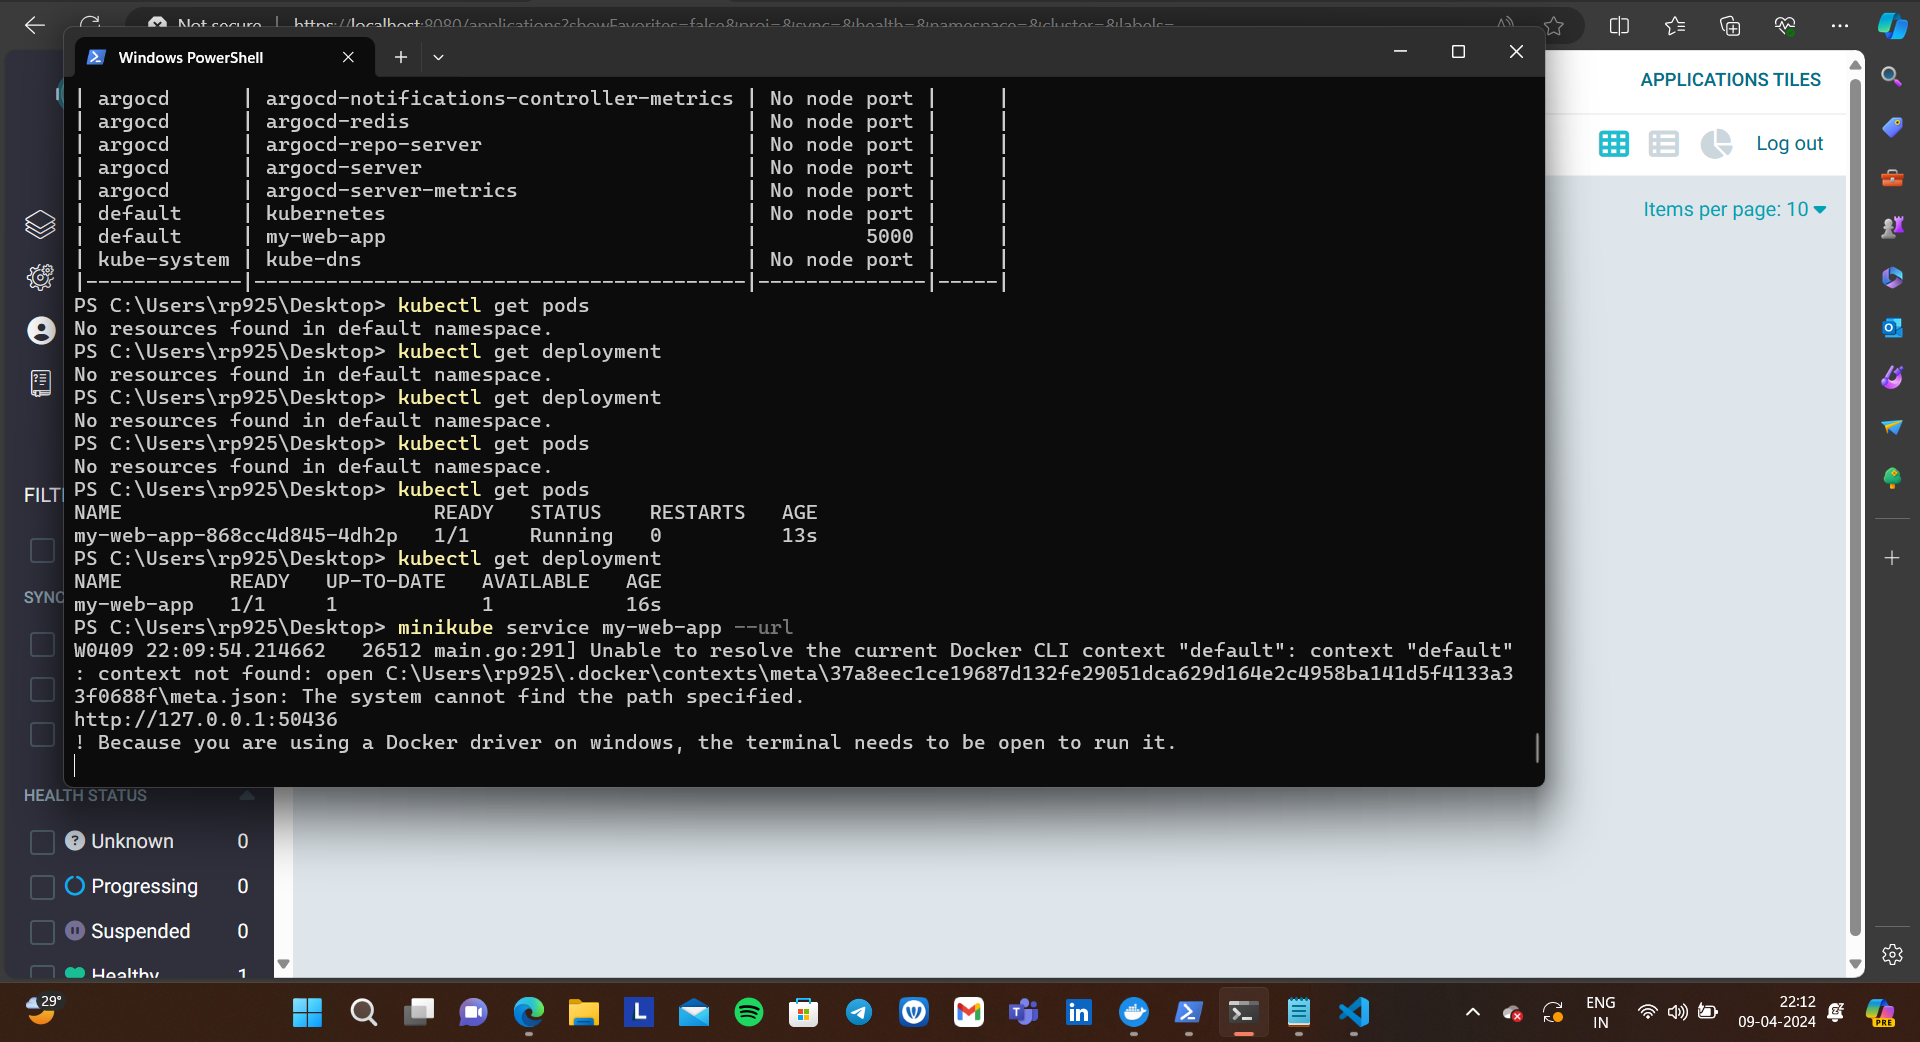 Not secure | https://localhost:8080/applications?showFavorites=false&proj=&sync=&health=&namespace=&cluster=&labels=
Windows PowerShell
APPLICATIONS TILES
Log out
Items per page: 10
| argocd | argocd-notifications-controller-metrics | No node port | |
| argocd | argocd-redis | No node port | |
| argocd | argocd-repo-server | No node port | |
| argocd | argocd-server | No node port | |
| argocd | argocd-server-metrics | No node port | |
| default | kubernetes | No node port | |
| default | my-web-app | 5000 | |
| kube-system | kube-dns | No node port | |
|-------------|-----------------------------------------|--------------|-----|
PS C:\Users\rp925\Desktop> kubectl get pods
No resources found in default namespace.
PS C:\Users\rp925\Desktop> kubectl get deployment
No resources found in default namespace.
PS C:\Users\rp925\Desktop> kubectl get deployment
No resources found in default namespace.
PS C:\Users\rp925\Desktop> kubectl get pods
No resources found in default namespace.
PS C:\Users\rp925\Desktop> kubectl get pods
NAME READY STATUS RESTARTS AGE
my-web-app-868cc4d845-4dh2p 1/1 Running 0 13s
PS C:\Users\rp925\Desktop> kubectl get deployment
NAME READY UP-TO-DATE AVAILABLE AGE
my-web-app 1/1 1 1 16s
PS C:\Users\rp925\Desktop> minikube service my-web-app --url
W0409 22:09:54.214662 26512 main.go:291] Unable to resolve the current Docker CLI context "default": context "default"
: context not found: open C:\Users\rp925\.docker\contexts\meta\37a8eec1ce19687d132fe29051dca629d164e2c4958ba141d5f4133a3
3f0688f\meta.json: The system cannot find the path specified.
http://127.0.0.1:50436
! Because you are using a Docker driver on windows, the terminal needs to be open to run it.
FILT
SYNC
HEALTH STATUS
Unknown 0
Progressing 0
Suspended 0
Healthy 1
29°
ENG
IN
22:12
09-04-2024
PRE